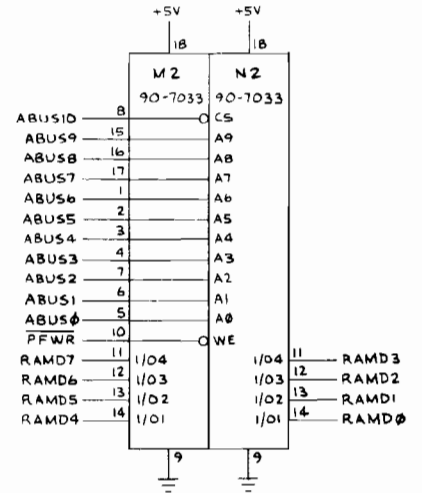 +5V +5V
18 18
M2 N2
90-7033 90-7033
ABUS10 8 CS
ABUS9 15 A9
ABUS8 16 A8
ABUS7 17 A7
ABUS6 1 A6
ABUS5 2 A5
ABUS4 3 A4
ABUS3 4 A3
ABUS2 7 A2
ABUS1 6 A1
ABUSØ 5 AØ
PFWR 10 WE
RAMD7 11 I/O4 I/O4 11 RAMD3
RAMD6 12 I/O3 I/O3 12 RAMD2
RAMD5 13 I/O2 I/O2 13 RAMD1
RAMD4 14 I/O1 I/O1 14 RAMDØ
9 9